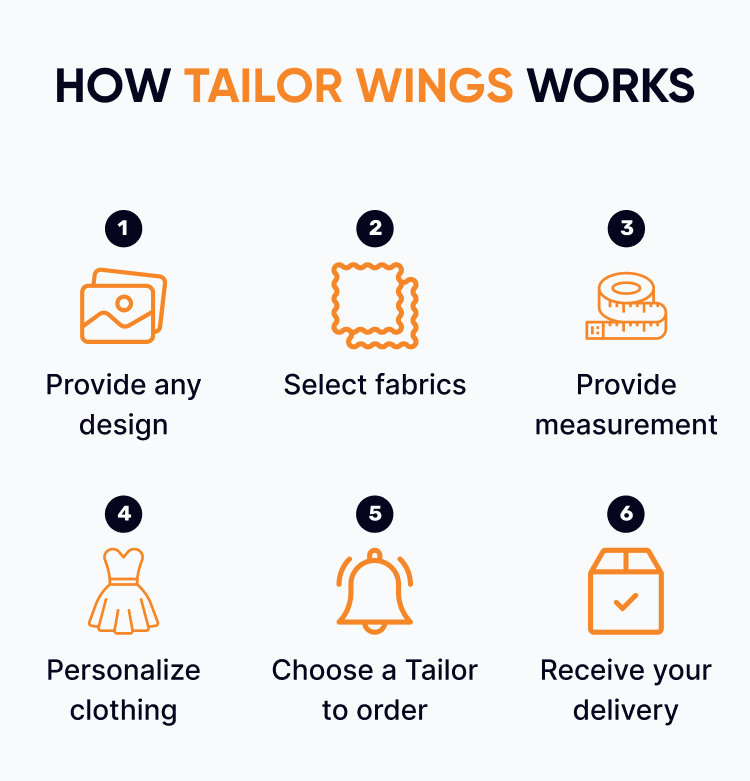 HOW TAILOR WINGS WORKS
1
Provide any
design
2
Select fabrics
3
Provide
measurement
4
Personalize
clothing
5
Choose a Tailor
to order
6
Receive your
delivery